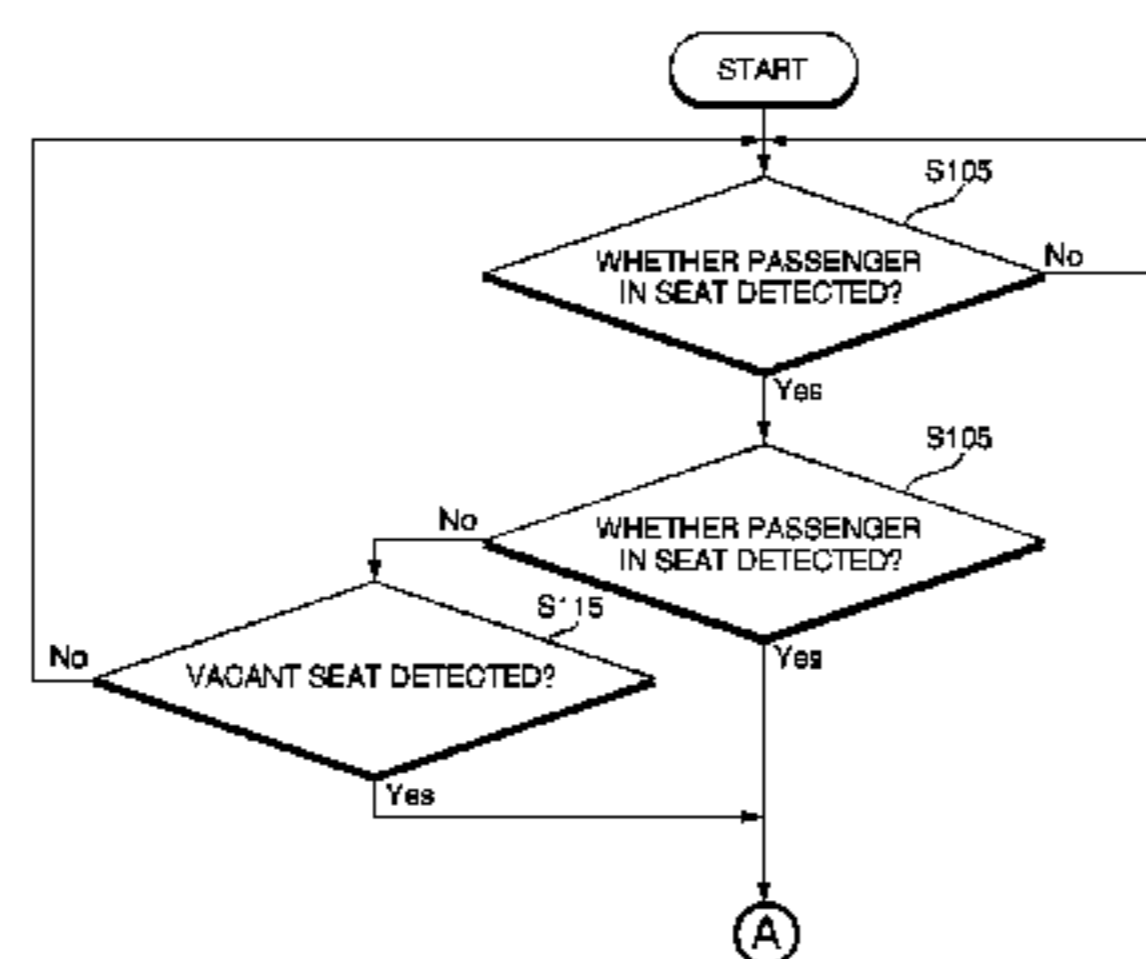 START
S105
WHETHER PASSENGER
IN SEAT DETECTED?
No
Yes
S105
No
WHETHER PASSENGER
IN SEAT DETECTED?
S115
No
VACANT SEAT DETECTED?
Yes
Yes
A